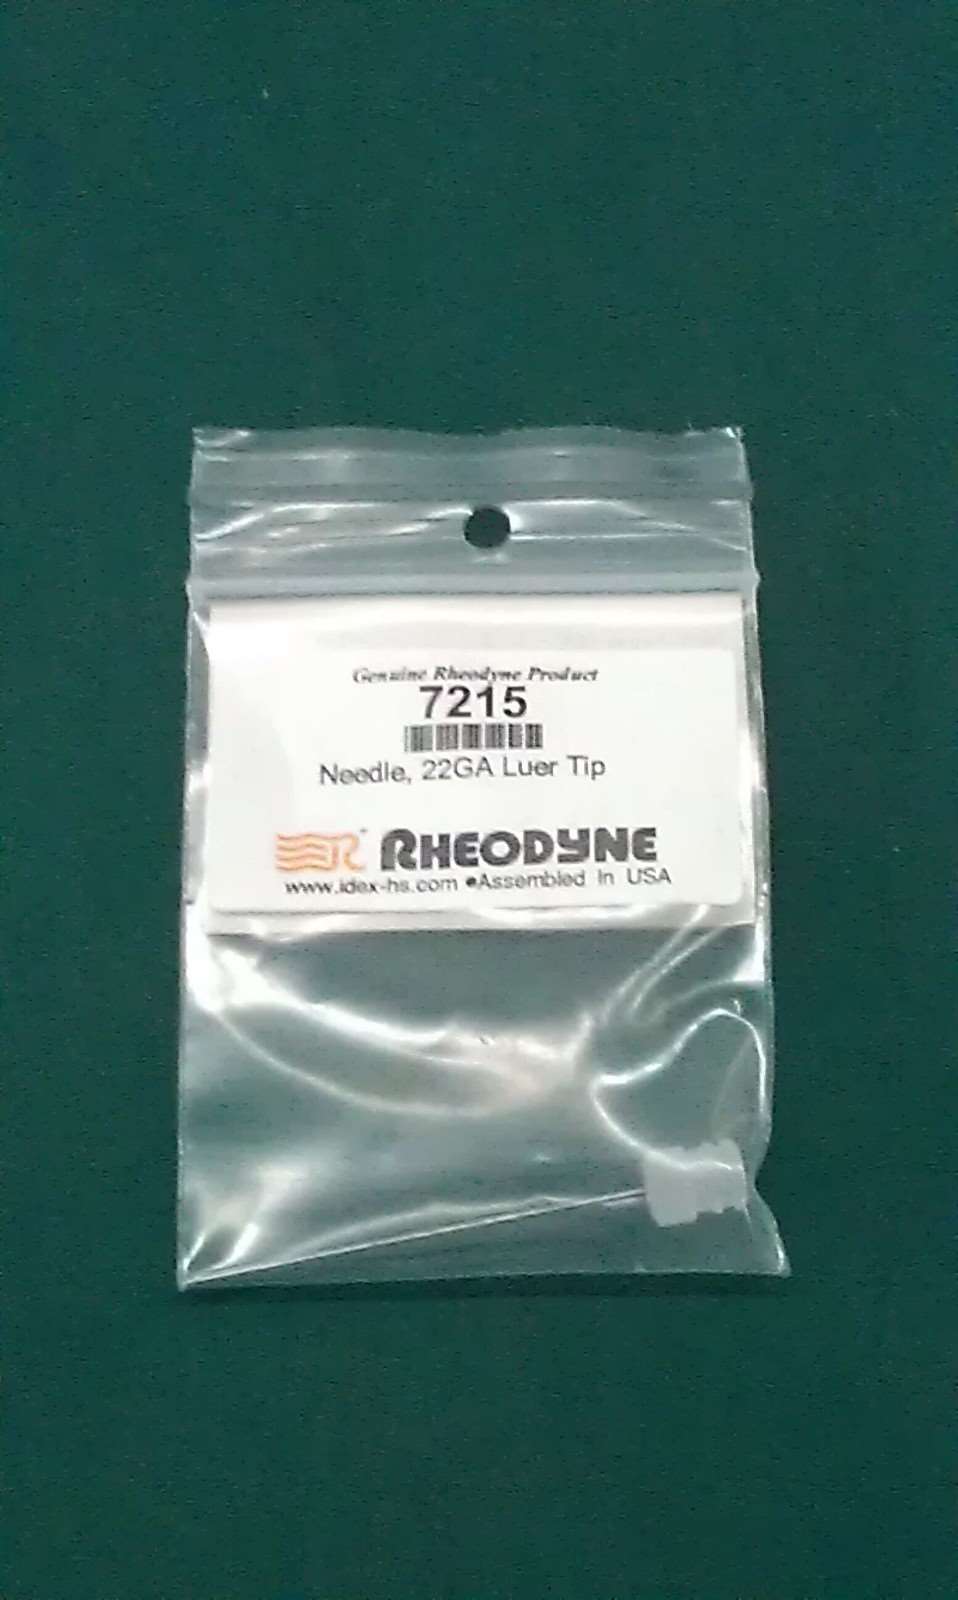 Genuine Rheodyne Product
7215
Needle, 22GA Luer Tip
RHEODYNE
www.idex-hs.com •Assembled in USA